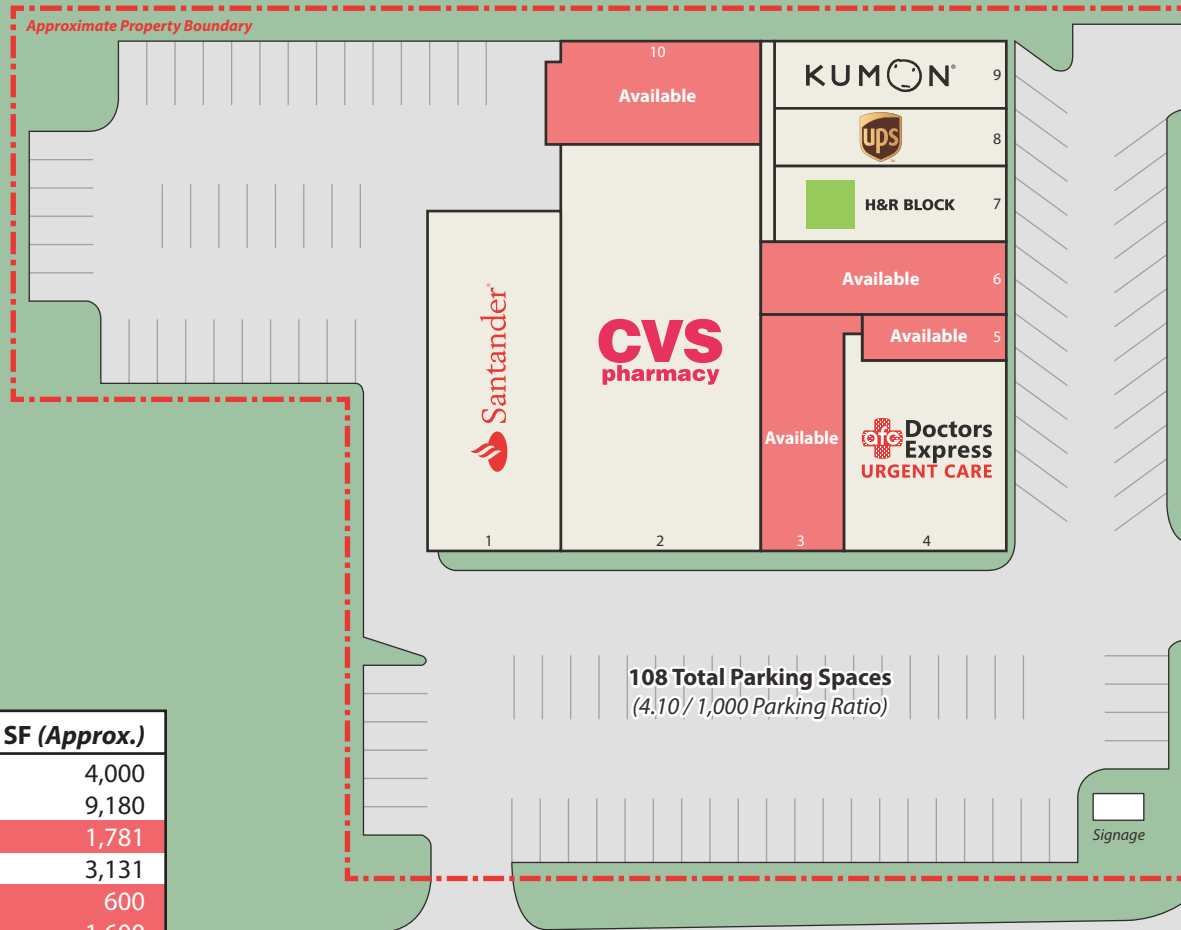 Approximate Property Boundary
10
Available
KUMON®
9
ups
8
H&R BLOCK
7
Available
6
Available
5
Santander
CVS
pharmacy
Available
afc Doctors
Express
URGENT CARE
1
2
3
4
108 Total Parking Spaces
(4.10 / 1,000 Parking Ratio)
SF (Approx.)
4,000
9,180
1,781
3,131
600
Signage